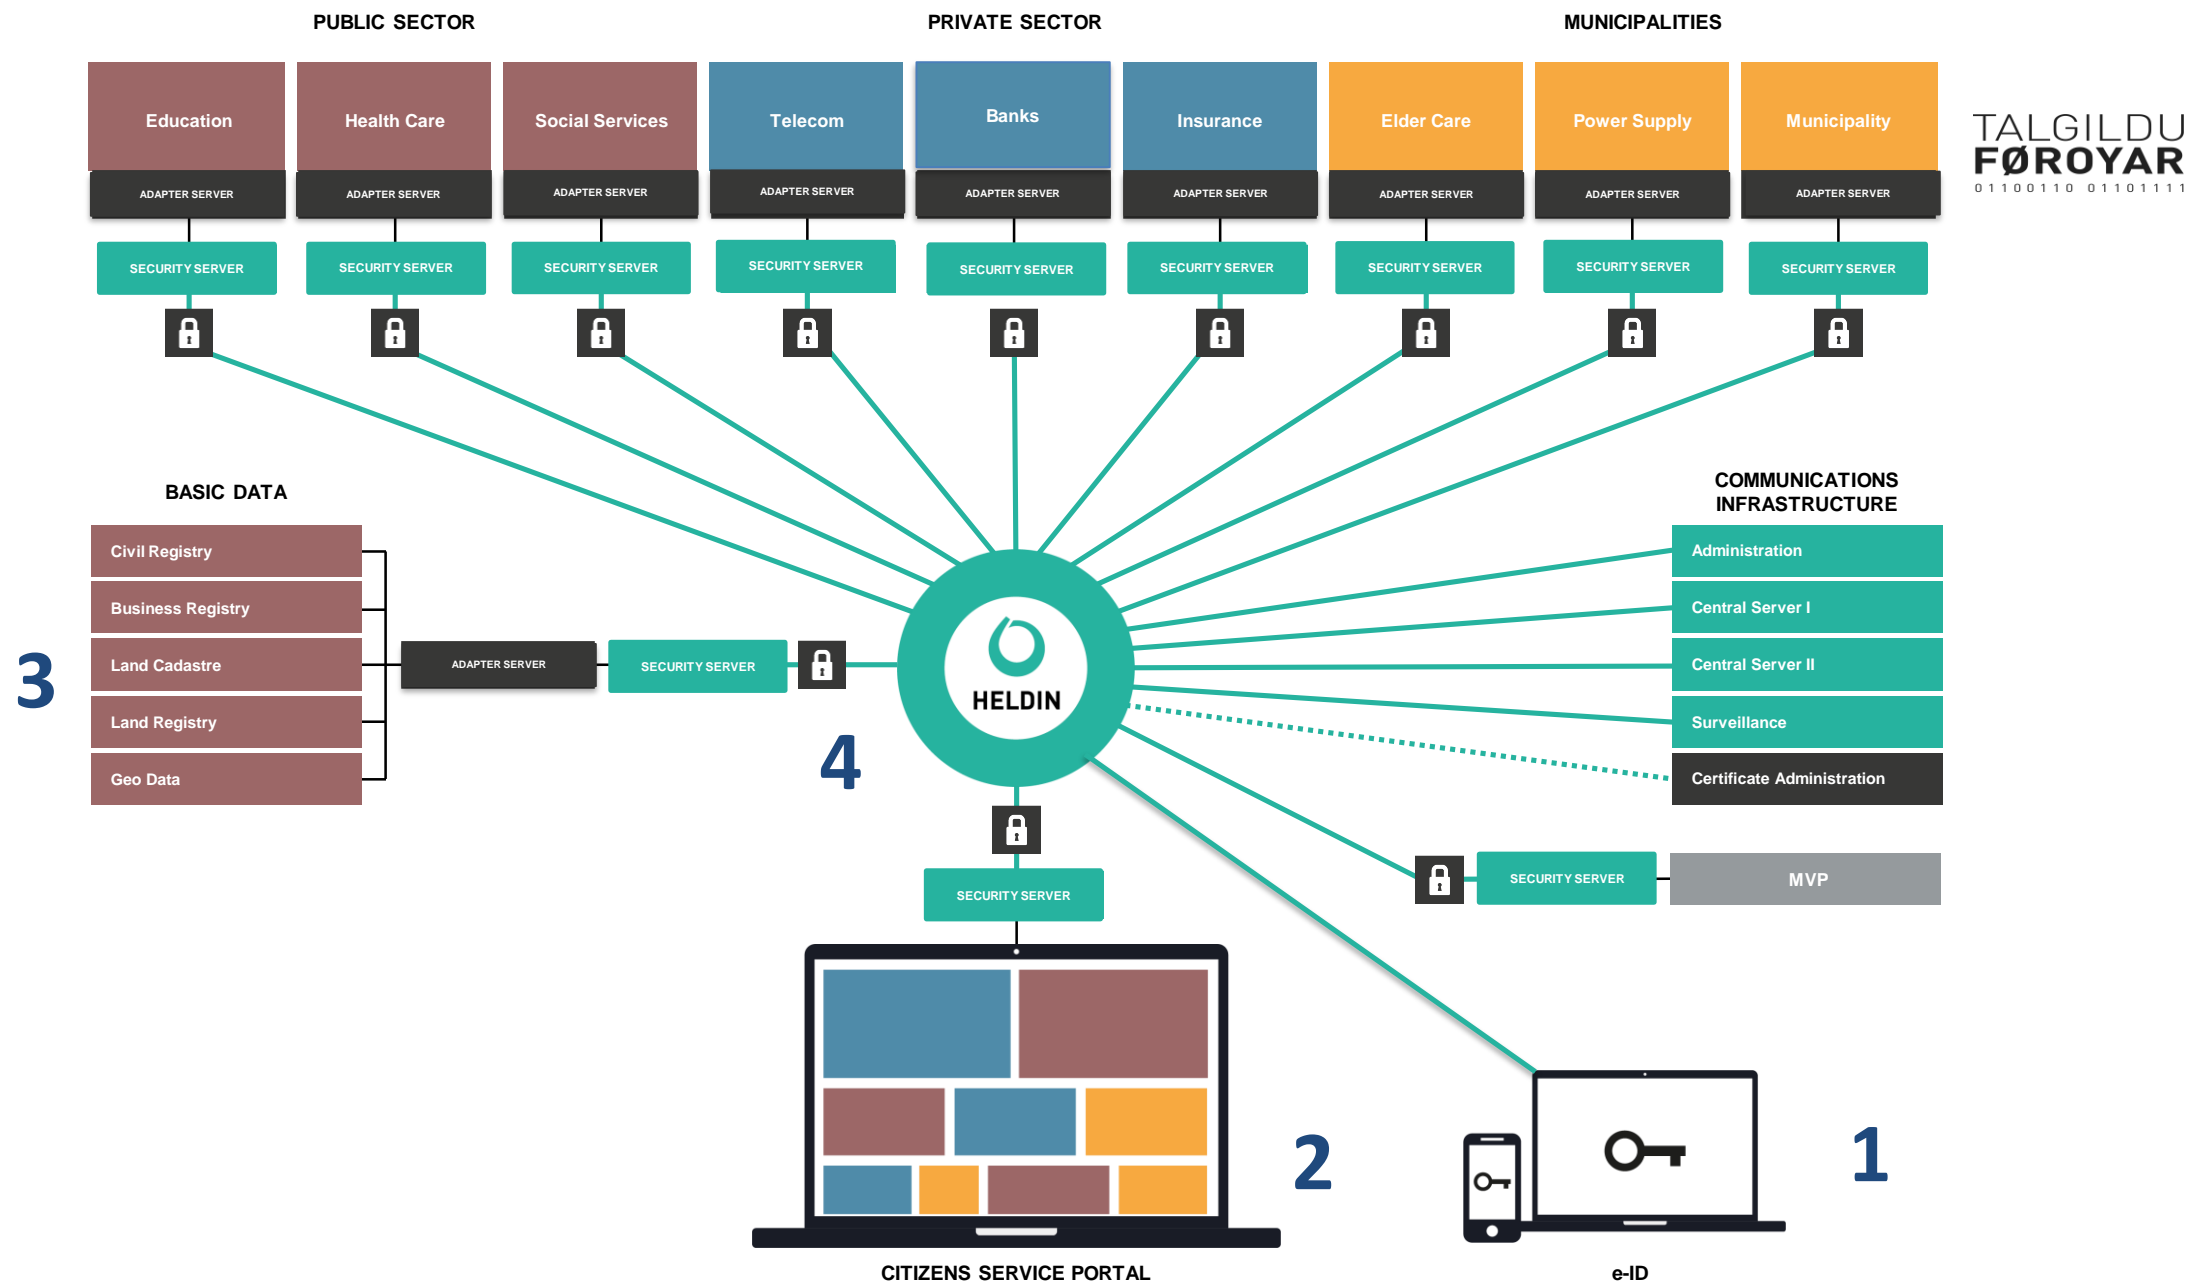 PUBLIC SECTOR
PRIVATE SECTOR
MUNICIPALITIES
Education
Health Care
Social Services
Telecom
Banks
Insurance
Elder Care
Power Supply
Municipality
TALGILDU
FØROYAR
01100110 01101111
ADAPTER SERVER
ADAPTER SERVER
ADAPTER SERVER
ADAPTER SERVER
ADAPTER SERVER
ADAPTER SERVER
ADAPTER SERVER
ADAPTER SERVER
ADAPTER SERVER
SECURITY SERVER
SECURITY SERVER
SECURITY SERVER
SECURITY SERVER
SECURITY SERVER
SECURITY SERVER
SECURITY SERVER
SECURITY SERVER
SECURITY SERVER
BASIC DATA
Civil Registry
Business Registry
Land Cadastre
Land Registry
Geo Data
3
ADAPTER SERVER
SECURITY SERVER
HELDIN
4
COMMUNICATIONS
INFRASTRUCTURE
Administration
Central Server I
Central Server II
Surveillance
Certificate Administration
SECURITY SERVER
MVP
SECURITY SERVER
2
1
CITIZENS SERVICE PORTAL
e-ID